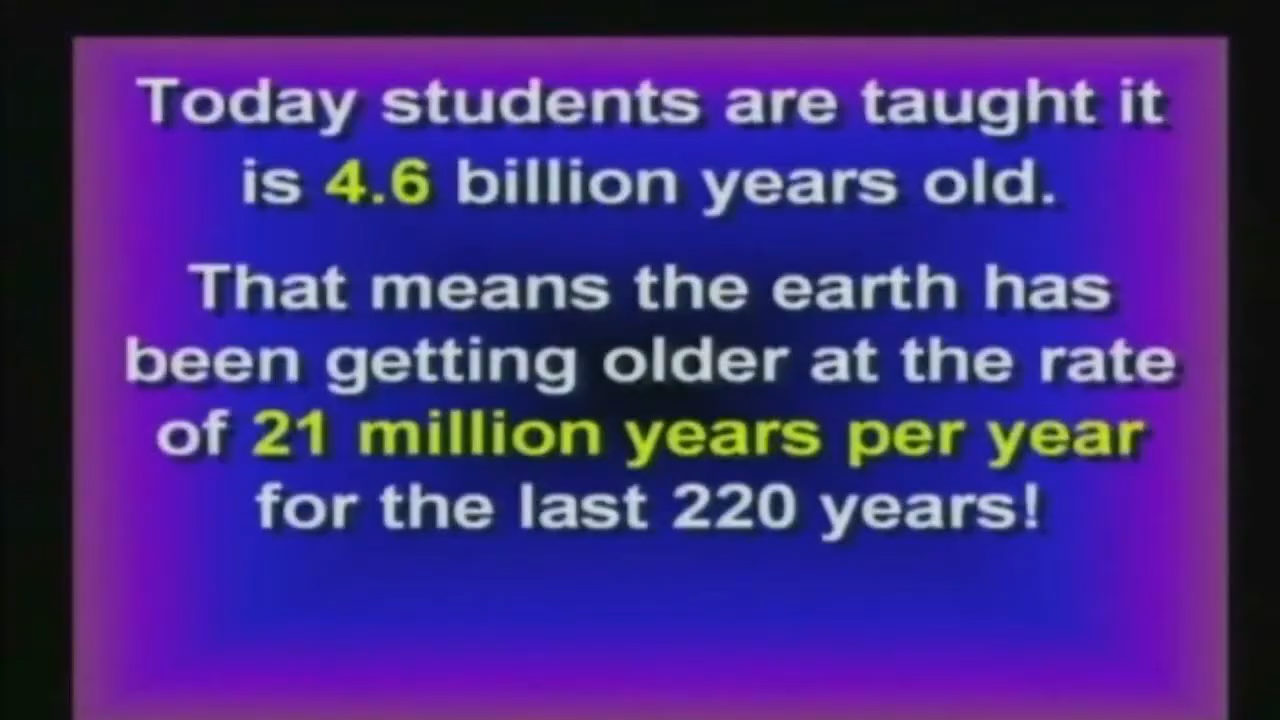 Today students are taught it
is 4.6 billion years old.
That means the earth has
been getting older at the rate
of 21 million years per year
for the last 220 years!